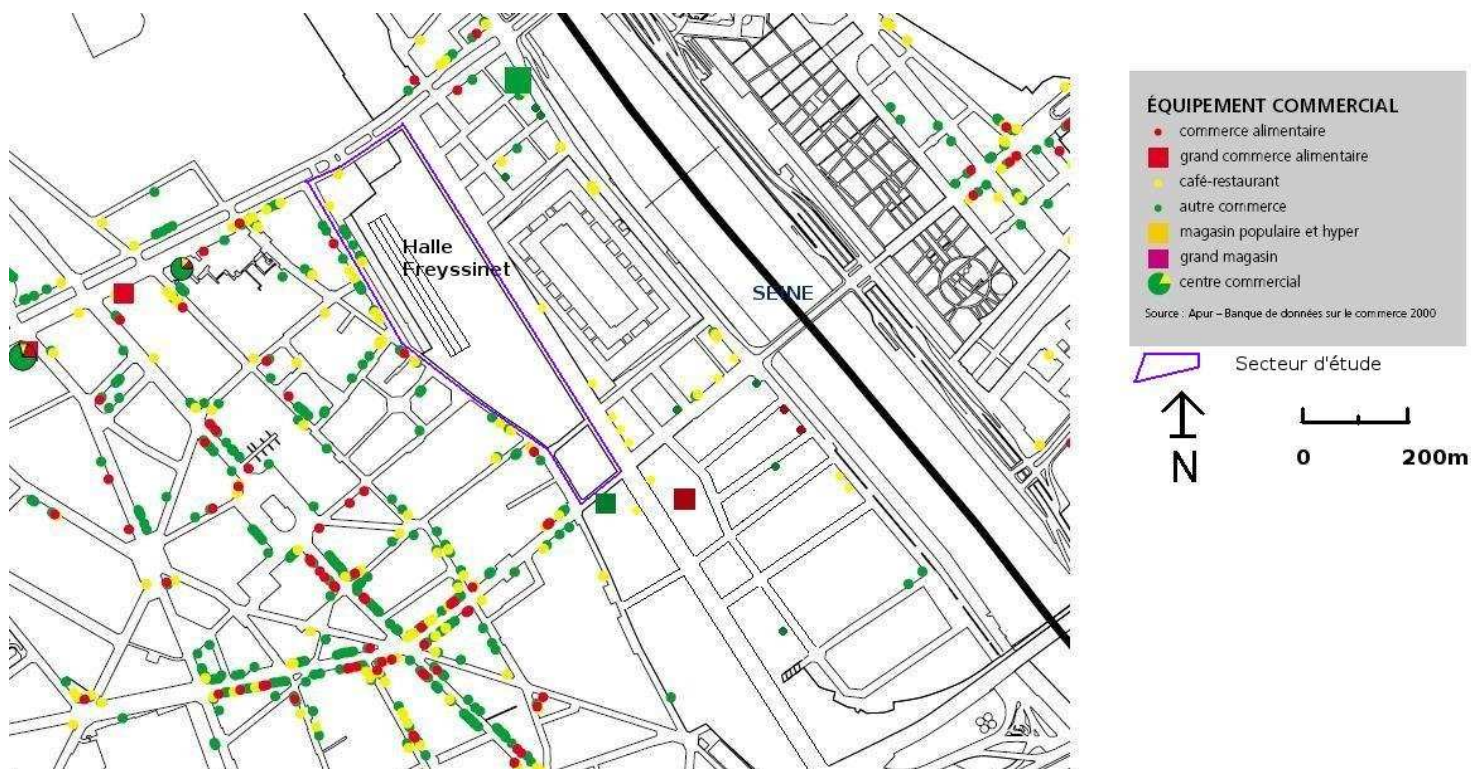 Halle
Freyssinet
SEINE
ÉQUIPEMENT COMMERCIAL
commerce alimentaire
grand commerce alimentaire
café-restaurant
autre commerce
magasin populaire et hyper
grand magasin
centre commercial
Source : Apur – Banque de données sur le commerce 2000
Secteur d'étude
N
0 200m